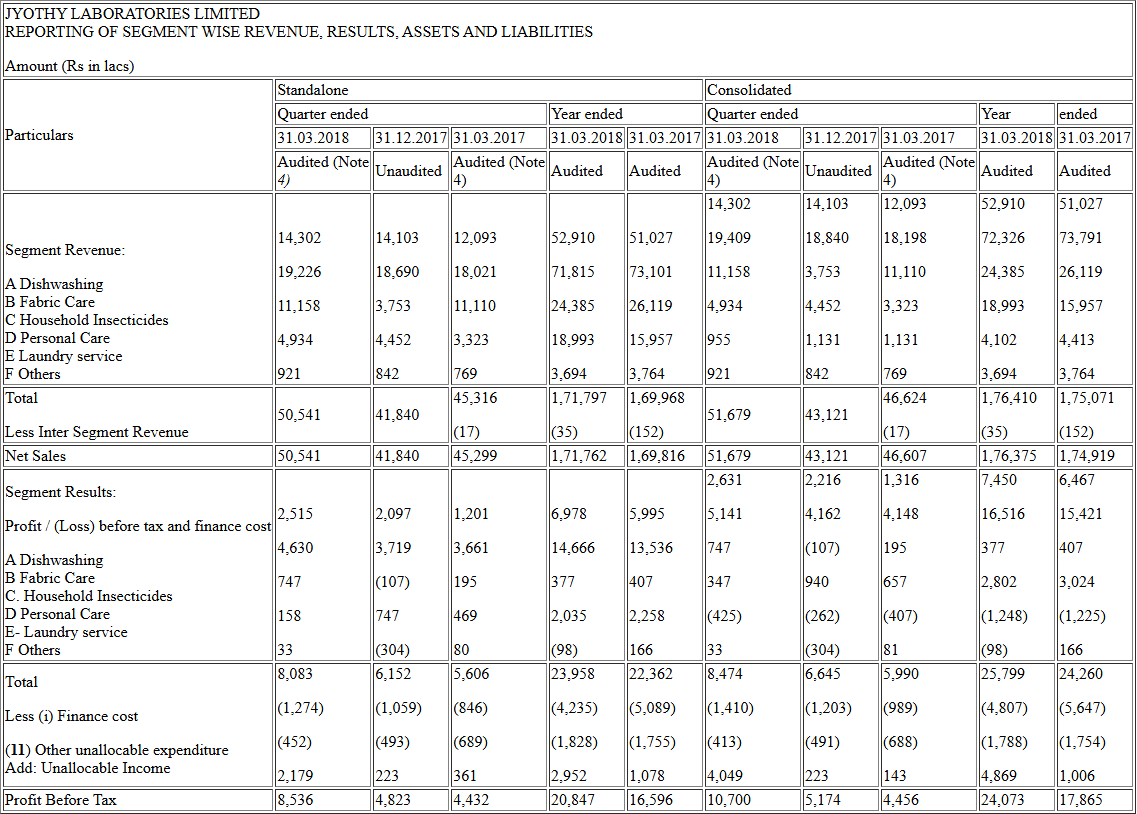 JYOTHY LABORATORIES LIMITED
REPORTING OF SEGMENT WISE REVENUE, RESULTS, ASSETS AND LIABILITIES
Amount (Rs in lacs)
Particulars
Standalone Consolidated
Quarter ended Year ended Quarter ended Year ended
31.03.2018 31.12.2017 31.03.2017 31.03.2018 31.03.2017 31.03.2018 31.12.2017 31.03.2017 31.03.2018 31.03.2017
Audited (Note 4) Unaudited Audited (Note 4) Audited Audited Audited (Note 4) Unaudited Audited (Note 4) Audited Audited
Segment Revenue:
A Dishwashing
B Fabric Care
C Household Insecticides
D Personal Care
E Laundry service
F Others
14,302 14,103 12,093 52,910 51,027
14,302 14,103 12,093 52,910 51,027 19,409 18,840 18,198 72,326 73,791
19,226 18,690 18,021 71,815 73,101 11,158 3,753 11,110 24,385 26,119
11,158 3,753 11,110 24,385 26,119 4,934 4,452 3,323 18,993 15,957
4,934 4,452 3,323 18,993 15,957 955 1,131 1,131 4,102 4,413
921 842 769 3,694 3,764 921 842 769 3,694 3,764
Total
Less Inter Segment Revenue
50,541 41,840 45,316 1,71,797 1,69,968 51,679 43,121 46,624 1,76,410 1,75,071
(17) (35) (152) (17) (35) (152)
Net Sales 50,541 41,840 45,299 1,71,762 1,69,816 51,679 43,121 46,607 1,76,375 1,74,919
Segment Results:
Profit / (Loss) before tax and finance cost
A Dishwashing
B Fabric Care
C. Household Insecticides
D Personal Care
E- Laundry service
F Others
2,631 2,216 1,316 7,450 6,467
2,515 2,097 1,201 6,978 5,995 5,141 4,162 4,148 16,516 15,421
4,630 3,719 3,661 14,666 13,536 747 (107) 195 377 407
747 (107) 195 377 407 347 940 657 2,802 3,024
158 747 469 2,035 2,258 (425) (262) (407) (1,248) (1,225)
33 (304) 80 (98) 166 33 (304) 81 (98) 166
Total
Less (i) Finance cost
(11) Other unallocable expenditure
Add: Unallocable Income
8,083 6,152 5,606 23,958 22,362 8,474 6,645 5,990 25,799 24,260
(1,274) (1,059) (846) (4,235) (5,089) (1,410) (1,203) (989) (4,807) (5,647)
(452) (493) (689) (1,828) (1,755) (413) (491) (688) (1,788) (1,754)
2,179 223 361 2,952 1,078 4,049 223 143 4,869 1,006
Profit Before Tax 8,536 4,823 4,432 20,847 16,596 10,700 5,174 4,456 24,073 17,865